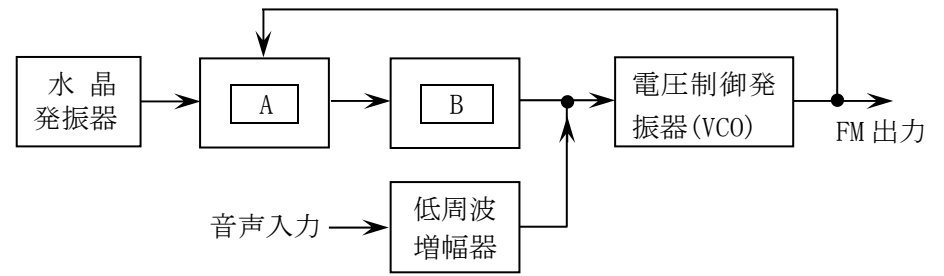 水 晶
発振器
A
B
電圧制御発
振器(VCO)
FM 出力
音声入力
低周波
増幅器